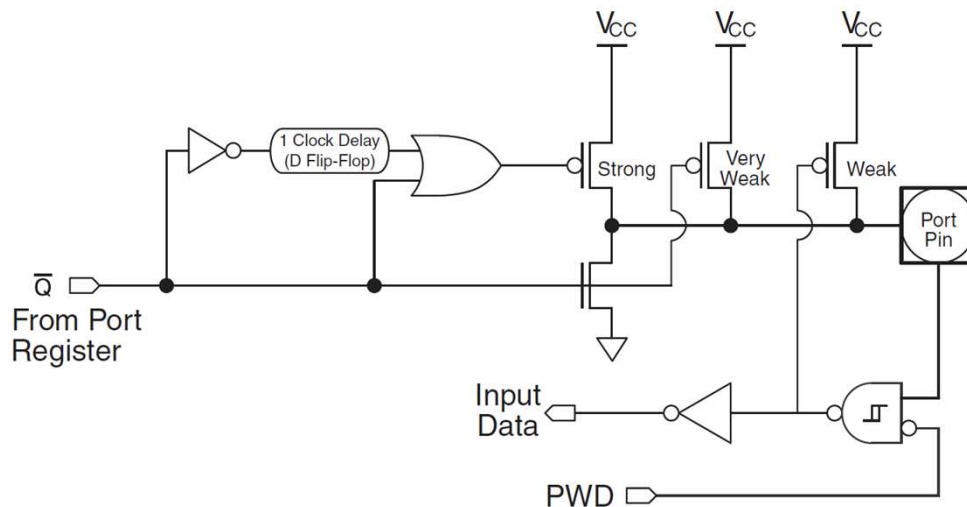 VCC VCC VCC
1 Clock Delay
(D Flip-Flop)
Strong
Very
Weak
Weak
Port
Pin
Q̅
From Port
Register
Input
Data
PWD